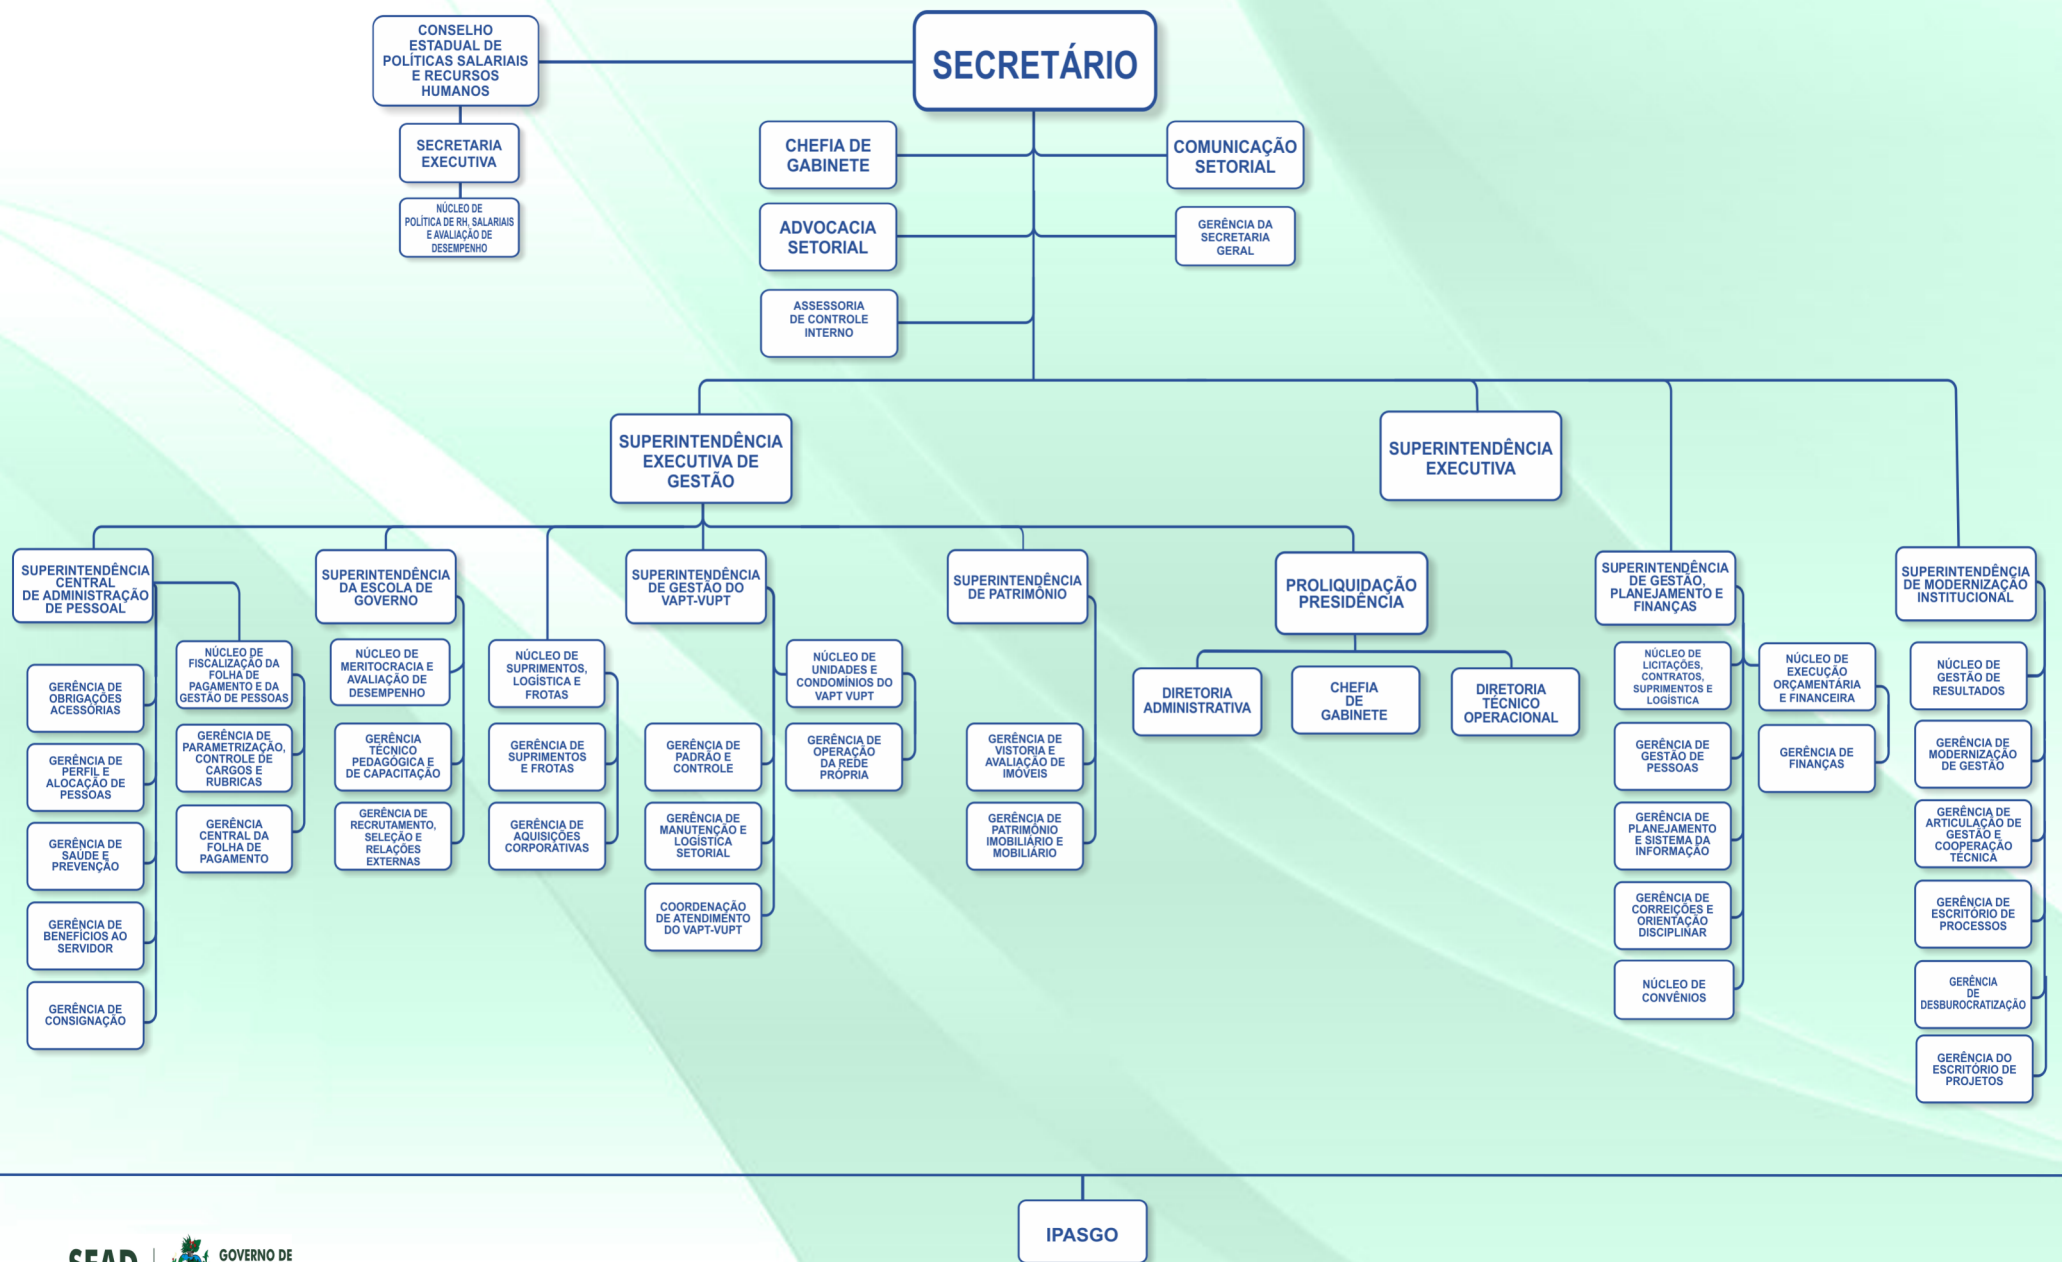 CONSELHO
ESTADUAL DE
POLÍTICAS SALARIAIS
E RECURSOS
HUMANOS
SECRETÁRIO
SECRETARIA
EXECUTIVA
NÚCLEO DE
POLÍTICA DE RH, SALARIAIS
E AVALIAÇÃO DE
DESEMPENHO
CHEFIA DE
GABINETE
COMUNICAÇÃO
SETORIAL
ADVOCACIA
SETORIAL
GERÊNCIA DA
SECRETARIA
GERAL
ASSESSORIA
DE CONTROLE
INTERNO
SUPERINTENDÊNCIA
EXECUTIVA DE
GESTÃO
SUPERINTENDÊNCIA
EXECUTIVA
SUPERINTENDÊNCIA
CENTRAL
DE ADMINISTRAÇÃO
DE PESSOAL
GERÊNCIA DE
OBRIGAÇÕES
ACESSÓRIAS
GERÊNCIA DE
PERFIL E
ALOCAÇÃO DE
PESSOAS
GERÊNCIA DE
SAÚDE E
PREVENÇÃO
GERÊNCIA DE
BENEFÍCIOS AO
SERVIDOR
GERÊNCIA DE
CONSIGNAÇÃO
NÚCLEO DE
FISCALIZAÇÃO DA
FOLHA DE
PAGAMENTO E DA
GESTÃO DE PESSOAS
GERÊNCIA DE
PARAMETRIZAÇÃO,
CONTROLE DE
CARGOS E
RUBRICAS
GERÊNCIA
CENTRAL DA
FOLHA DE
PAGAMENTO
SUPERINTENDÊNCIA
DA ESCOLA DE
GOVERNO
NÚCLEO DE
MERITOCRACIA E
AVALIAÇÃO DE
DESEMPENHO
GERÊNCIA
TÉCNICO
PEDAGÓGICA E
DE CAPACITAÇÃO
GERÊNCIA DE
RECRUTAMENTO,
SELEÇÃO E
RELAÇÕES
EXTERNAS
NÚCLEO DE
SUPRIMENTOS,
LOGÍSTICA E
FROTAS
GERÊNCIA DE
SUPRIMENTOS
E FROTAS
GERÊNCIA DE
AQUISIÇÕES
CORPORATIVAS
SUPERINTENDÊNCIA
DE GESTÃO DO
VAPT-VUPT
GERÊNCIA DE
PADRÃO E
CONTROLE
GERÊNCIA DE
MANUTENÇÃO E
LOGÍSTICA
SETORIAL
COORDENAÇÃO
DE ATENDIMENTO
DO VAPT-VUPT
NÚCLEO DE
UNIDADES E
CONDOMÍNIOS DO
VAPT VUPT
GERÊNCIA DE
OPERAÇÃO
DA REDE
PRÓPRIA
SUPERINTENDÊNCIA
DE PATRIMÔNIO
GERÊNCIA DE
VISTORIA E
AVALIAÇÃO DE
IMÓVEIS
GERÊNCIA DE
PATRIMÔNIO
IMOBILIÁRIO E
MOBILIÁRIO
PROLIQUIDAÇÃO
PRESIDÊNCIA
DIRETORIA
ADMINISTRATIVA
CHEFIA
DE
GABINETE
DIRETORIA
TÉCNICO
OPERACIONAL
SUPERINTENDÊNCIA
DE GESTÃO,
PLANEJAMENTO E
FINANÇAS
NÚCLEO DE
LICITAÇÕES,
CONTRATOS,
SUPRIMENTOS E
LOGÍSTICA
GERÊNCIA DE
GESTÃO DE
PESSOAS
GERÊNCIA DE
PLANEJAMENTO
E SISTEMA DA
INFORMAÇÃO
GERÊNCIA DE
CORREIÇÕES E
ORIENTAÇÃO
DISCIPLINAR
NÚCLEO DE
CONVÊNIOS
NÚCLEO DE
EXECUÇÃO
ORÇAMENTÁRIA
E FINANCEIRA
GERÊNCIA DE
FINANÇAS
SUPERINTENDÊNCIA
DE MODERNIZAÇÃO
INSTITUCIONAL
NÚCLEO DE
GESTÃO DE
RESULTADOS
GERÊNCIA DE
MODERNIZAÇÃO
DE GESTÃO
GERÊNCIA DE
ARTICULAÇÃO DE
GESTÃO E
COOPERAÇÃO
TÉCNICA
GERÊNCIA DE
ESCRITÓRIO DE
PROCESSOS
GERÊNCIA
DE
DESBUROCRATIZAÇÃO
GERÊNCIA DO
ESCRITÓRIO DE
PROJETOS
IPASGO
SEAD
GOVERNO DE